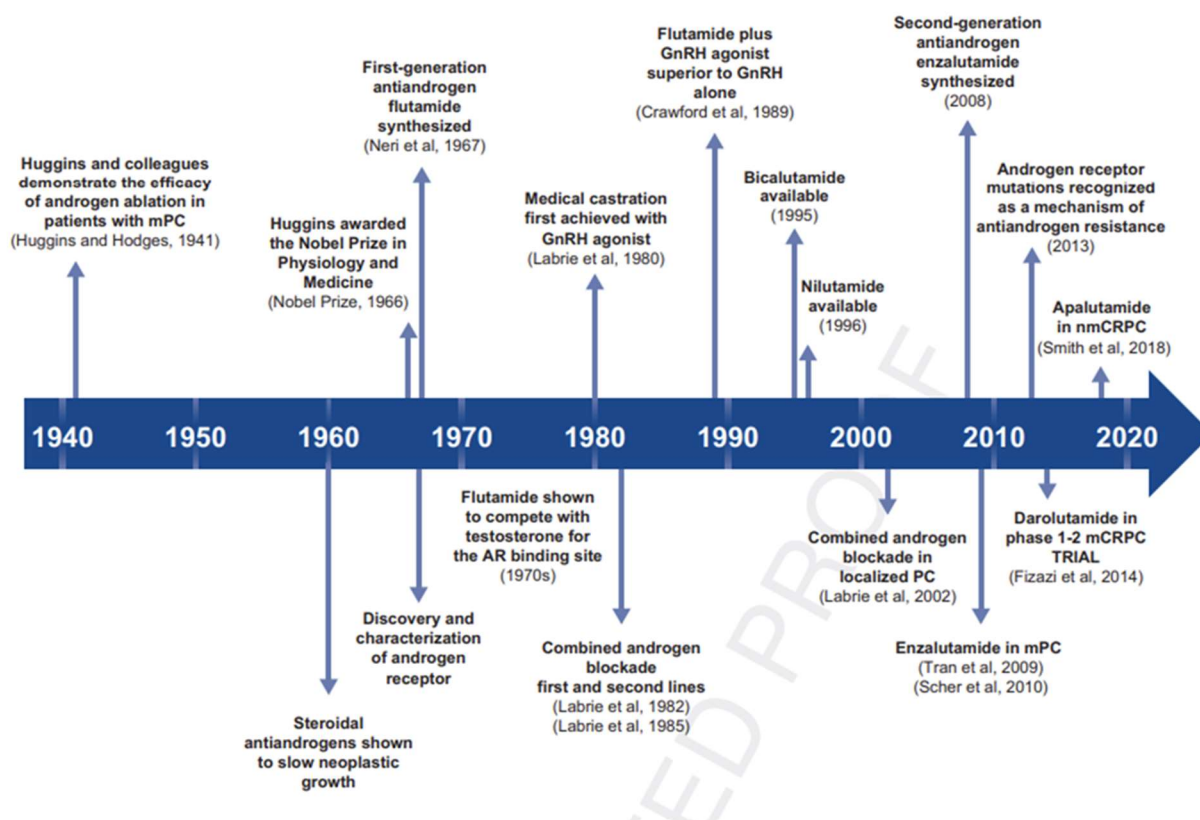 Huggins and colleagues
demonstrate the efficacy
of androgen ablation in
patients with mPC
(Huggins and Hodges, 1941)
Huggins awarded
the Nobel Prize in
Physiology and
Medicine
(Nobel Prize, 1966)
First-generation
antiandrogen
flutamide
synthesized
(Neri et al, 1967)
Medical castration
first achieved with
GnRH agonist
(Labrie et al, 1980)
Flutamide plus
GnRH agonist
superior to GnRH
alone
(Crawford et al, 1989)
Bicalutamide
available
(1995)
Nilutamide
available
(1996)
Second-generation
antiandrogen
enzalutamide
synthesized
(2008)
Androgen receptor
mutations recognized
as a mechanism of
antiandrogen resistance
(2013)
Apalutamide
in nmCRPC
(Smith et al, 2018)
1940 1950 1960 1970 1980 1990 2000 2010 2020
Steroidal
antiandrogens shown
to slow neoplastic
growth
Discovery and
characterization
of androgen
receptor
Flutamide shown
to compete with
testosterone for
the AR binding site
(1970s)
Combined androgen
blockade
first and second lines
(Labrie et al, 1982)
(Labrie et al, 1985)
Combined androgen
blockade in
localized PC
(Labrie et al, 2002)
Enzalutamide in mPC
(Tran et al, 2009)
(Scher et al, 2010)
Darolutamide in
phase 1-2 mCRPC
TRIAL
(Fizazi et al, 2014)